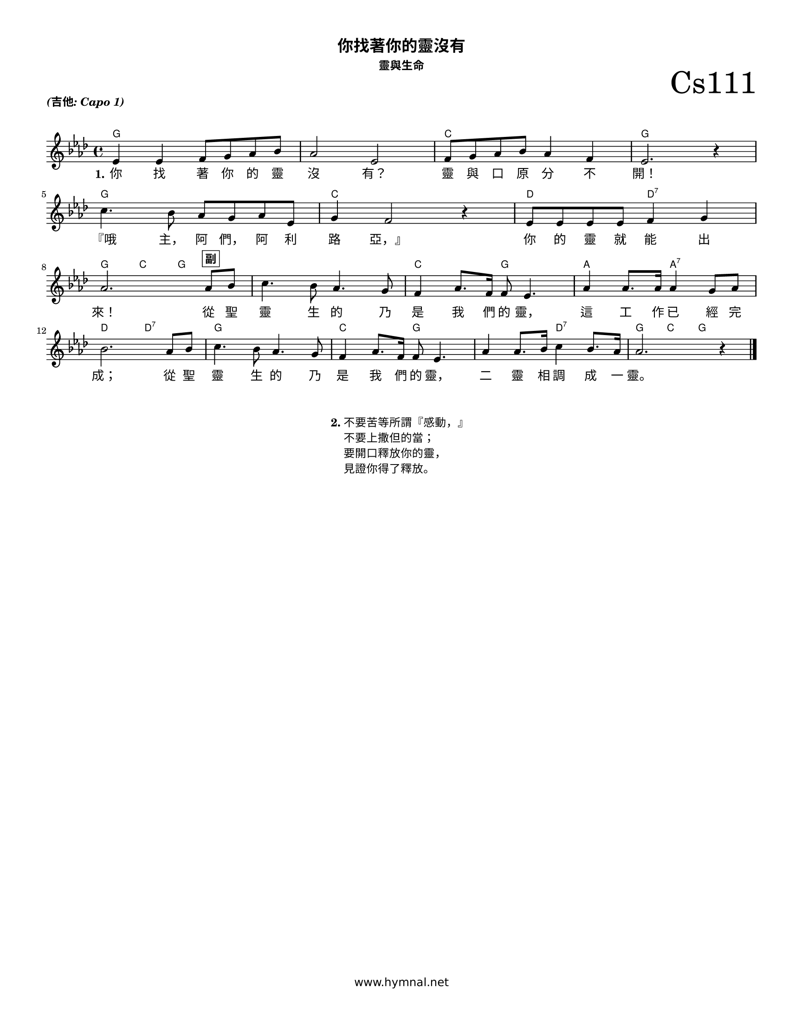 你找著你的靈沒有
靈與生命
Cs111
(吉他: Capo 1)
G C G
1. 你 找 著 你 的 靈 沒 有? 靈 與 口 原 分 不 開!
5 G C D D7
『哦 主, 阿 們, 阿 利 路 亞,』 你 的 靈 就 能 出
8 G C G 副 C G A A7
來! 從 聖 靈 生 的 乃 是 我 們 的 靈, 這 工 作 已 經 完
12 D D7 G C G D7 G C G
成; 從 聖 靈 生 的 乃 是 我 們 的 靈, 二 靈 相 調 成 一 靈。
2. 不要苦等所謂『感動,』
不要上撒但的當;
要開口釋放你的靈,
見證你得了釋放。
www.hymnal.net